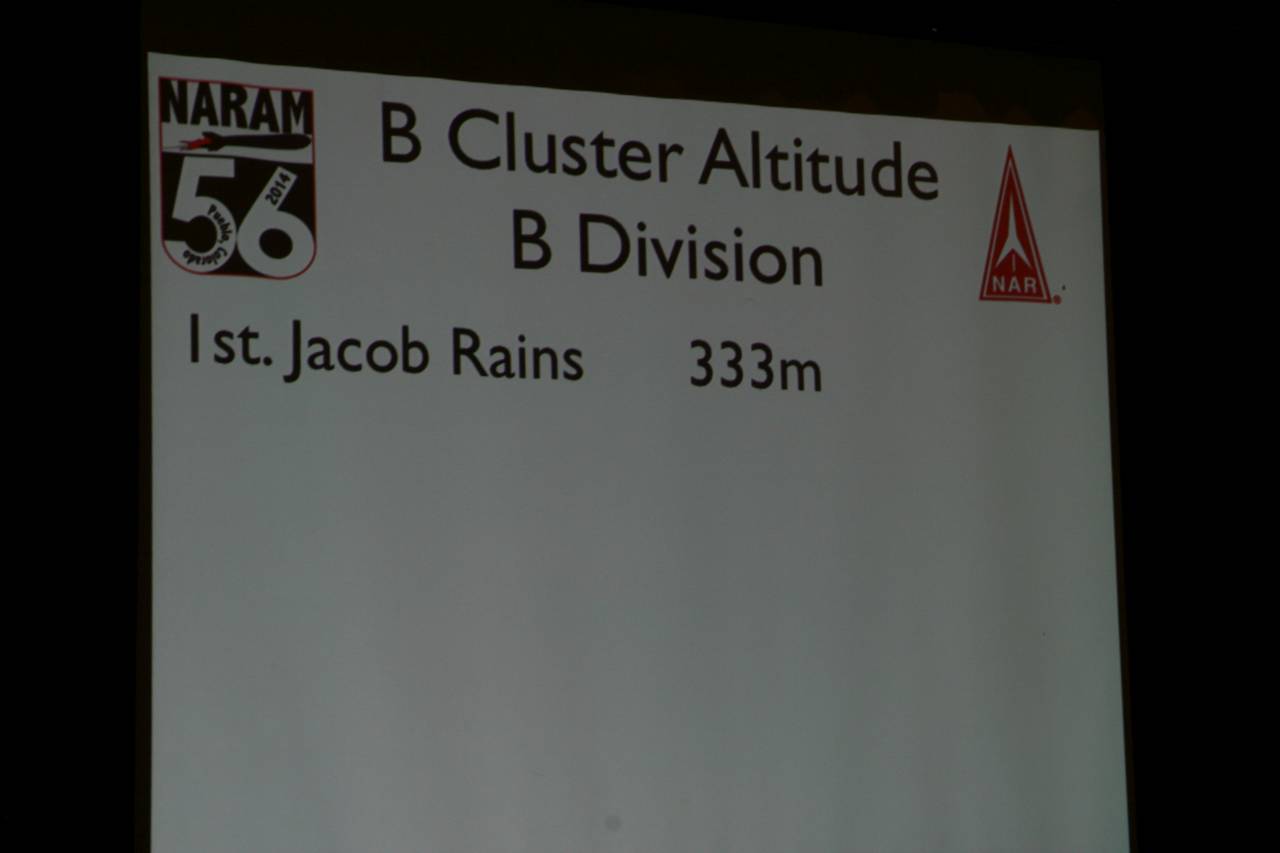 NARAM
56
2014
Pueblo, Colorado
B Cluster Altitude
B Division
NAR
1st. Jacob Rains 333m